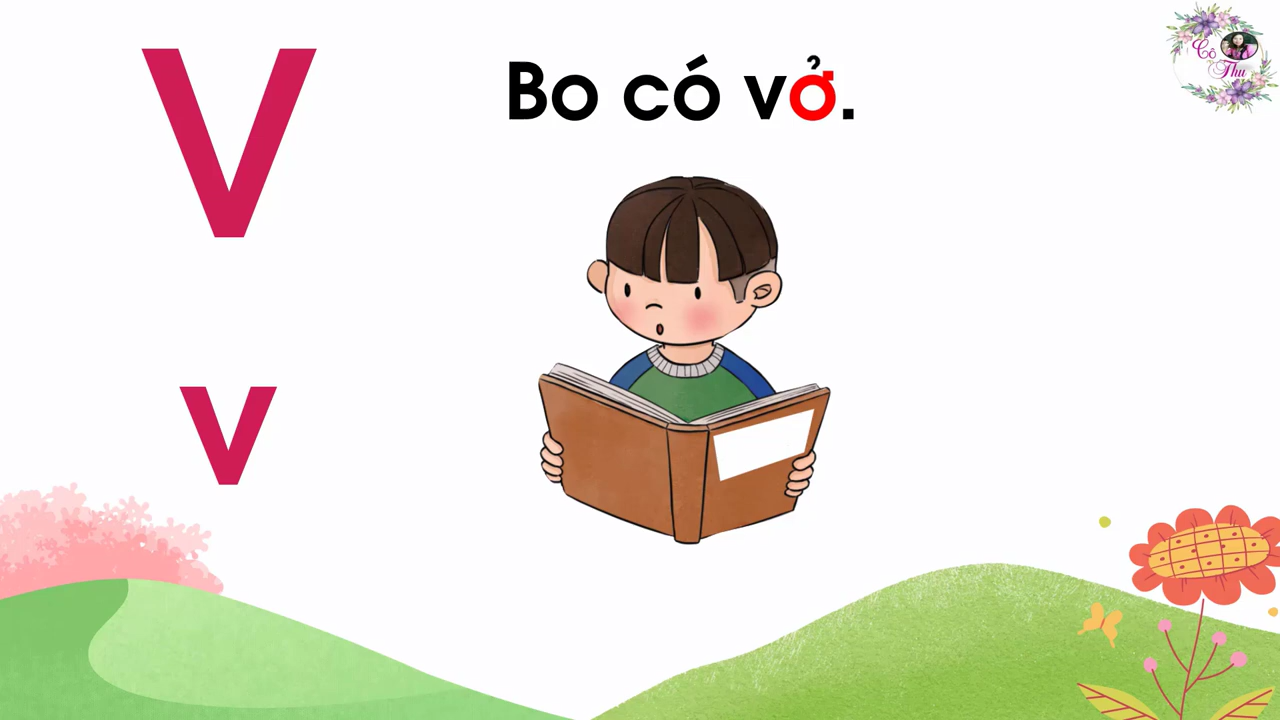 V
Bo có vở.
v
Cô
Thu